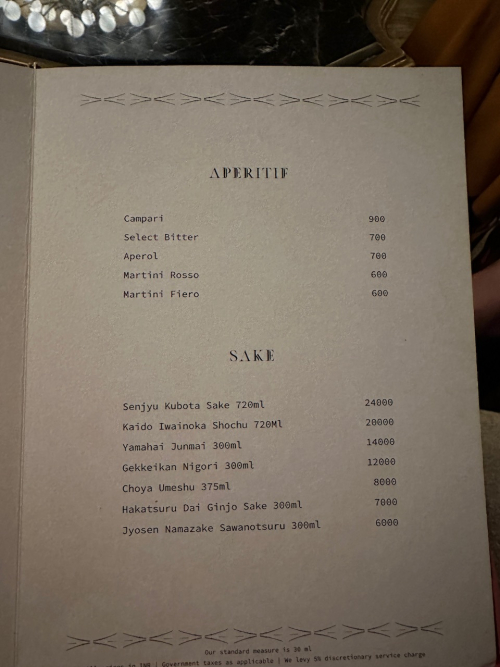 APERITIF
Campari 900
Select Bitter 700
Aperol 700
Martini Rosso 600
Martini Fiero 600
SAKE
Senjyu Kubota Sake 720ml 24000
Kaido Iwainoka Shochu 720Ml 20000
Yamahai Junmai 300ml 14000
Gekkeikan Nigori 300ml 12000
Choya Umeshu 375ml 8000
Hakatsuru Dai Ginjo Sake 300ml 7000
Jyosen Namazake Sawanotsuru 300ml 6000
Our standard measure is 30 ml
in INR | Government taxes as applicable | We levy 5% discretionary service charge